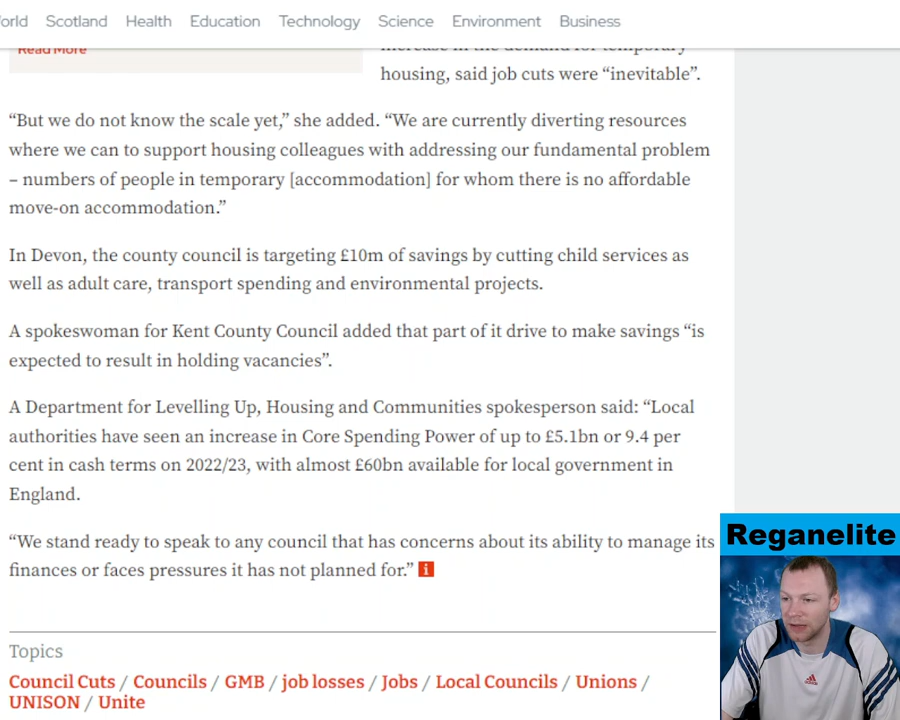 orld Scotland Health Education Technology Science Environment Business
Read More
increase in the demand for temporary
housing, said job cuts were “inevitable”.
“But we do not know the scale yet,” she added. “We are currently diverting resources
where we can to support housing colleagues with addressing our fundamental problem
– numbers of people in temporary [accommodation] for whom there is no affordable
move-on accommodation.”
In Devon, the county council is targeting £10m of savings by cutting child services as
well as adult care, transport spending and environmental projects.
A spokeswoman for Kent County Council added that part of it drive to make savings “is
expected to result in holding vacancies”.
A Department for Levelling Up, Housing and Communities spokesperson said: “Local
authorities have seen an increase in Core Spending Power of up to £5.1bn or 9.4 per
cent in cash terms on 2022/23, with almost £60bn available for local government in
England.
“We stand ready to speak to any council that has concerns about its ability to manage its
finances or faces pressures it has not planned for.” i
Reganelite
Topics
Council Cuts / Councils / GMB / job losses / Jobs / Local Councils / Unions /
UNISON / Unite